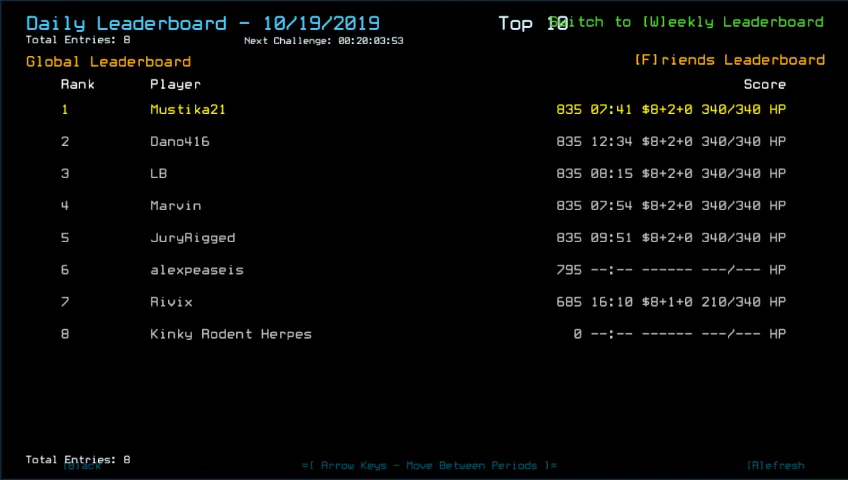 Daily Leaderboard - 10/19/2019 Top 10 Switch to [W]eekly Leaderboard
Total Entries: 8 Next Challenge: 00:20:03:53
Global Leaderboard [F]riends Leaderboard
Rank Player Score
1 Mustika21 835 07:41 $8+2+0 340/340 HP
2 Dano416 835 12:34 $8+2+0 340/340 HP
3 LB 835 08:15 $8+2+0 340/340 HP
4 Marvin 835 07:54 $8+2+0 340/340 HP
5 JuryRigged 835 09:51 $8+2+0 340/340 HP
6 alexpeaseis 795 --:-- ------ ---/--- HP
7 Rivix 685 16:10 $8+1+0 210/340 HP
8 Kinky Rodent Herpes 0 --:-- ------ ---/--- HP
Total Entries: 8
[B]ack =[ Arrow Keys - Move Between Periods ]= [R]efresh